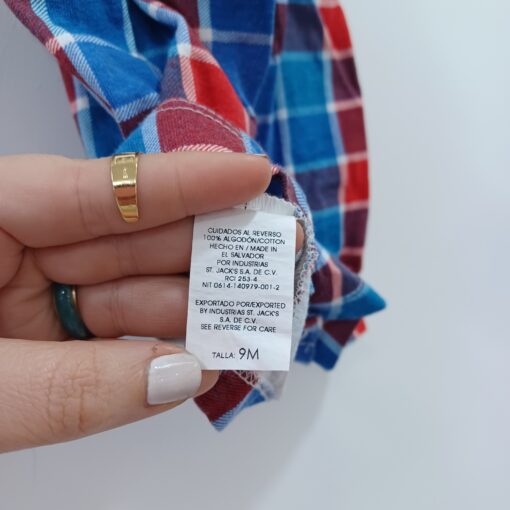 CUIDADOS AL REVERSO
100% ALGODÓN/COTTON
HECHO EN / MADE IN
EL SALVADOR
POR INDUSTRIAS
ST. JACK'S S.A. DE C.V.
RCI 253-4
NIT 0614-140979-001-2
EXPORTADO POR/EXPORTED
BY INDUSTRIAS ST. JACK'S
S.A. DE C.V.
SEE REVERSE FOR CARE
TALLA: 9M